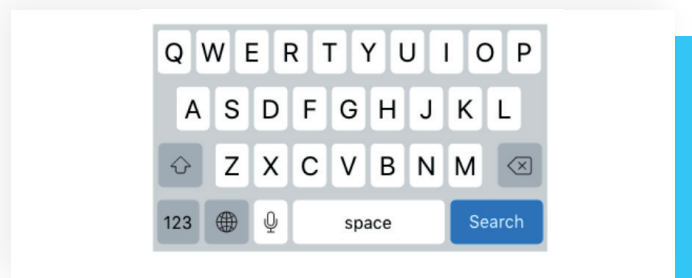 Q W E R T Y U I O P
A S D F G H J K L
Z X C V B N M
123 space Search